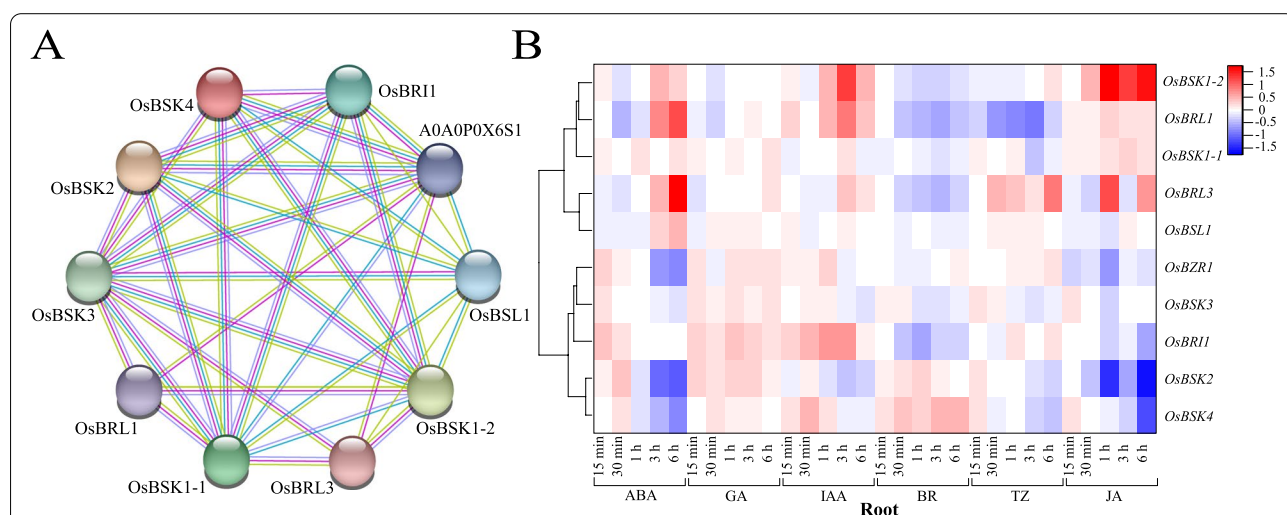 A
OsBSK4
OsBRI1
A0A0P0X6S1
OsBSK2
OsBSK3
OsBSL1
OsBRL1
OsBSK1-2
OsBSK1-1
OsBRL3
B
OsBSK1-2
OsBRL1
OsBSK1-1
OsBRL3
OsBSL1
OsBZR1
OsBSK3
OsBRI1
OsBSK2
OsBSK4
1.5
0.5
-0.5
-1.5
15 min 30 min 1 h 3 h 6 h 15 min 30 min 1 h 3 h 6 h 15 min 30 min 1 h 3 h 6 h 15 min 30 min 1 h 3 h 6 h 15 min 30 min 1 h 3 h 6 h 15 min 30 min 1 h 3 h 6 h
ABA GA IAA BR TZ JA
Root